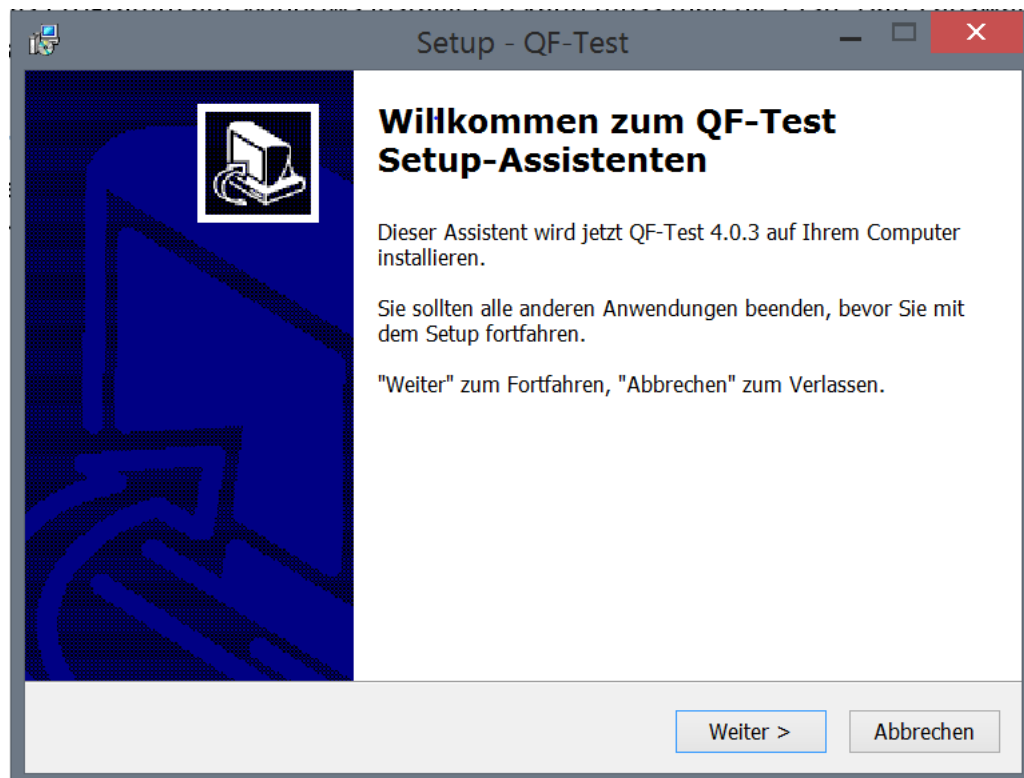 Setup - QF-Test
Willkommen zum QF-Test
Setup-Assistenten
Dieser Assistent wird jetzt QF-Test 4.0.3 auf Ihrem Computer
installieren.
Sie sollten alle anderen Anwendungen beenden, bevor Sie mit
dem Setup fortfahren.
"Weiter" zum Fortfahren, "Abbrechen" zum Verlassen.
Weiter >
Abbrechen